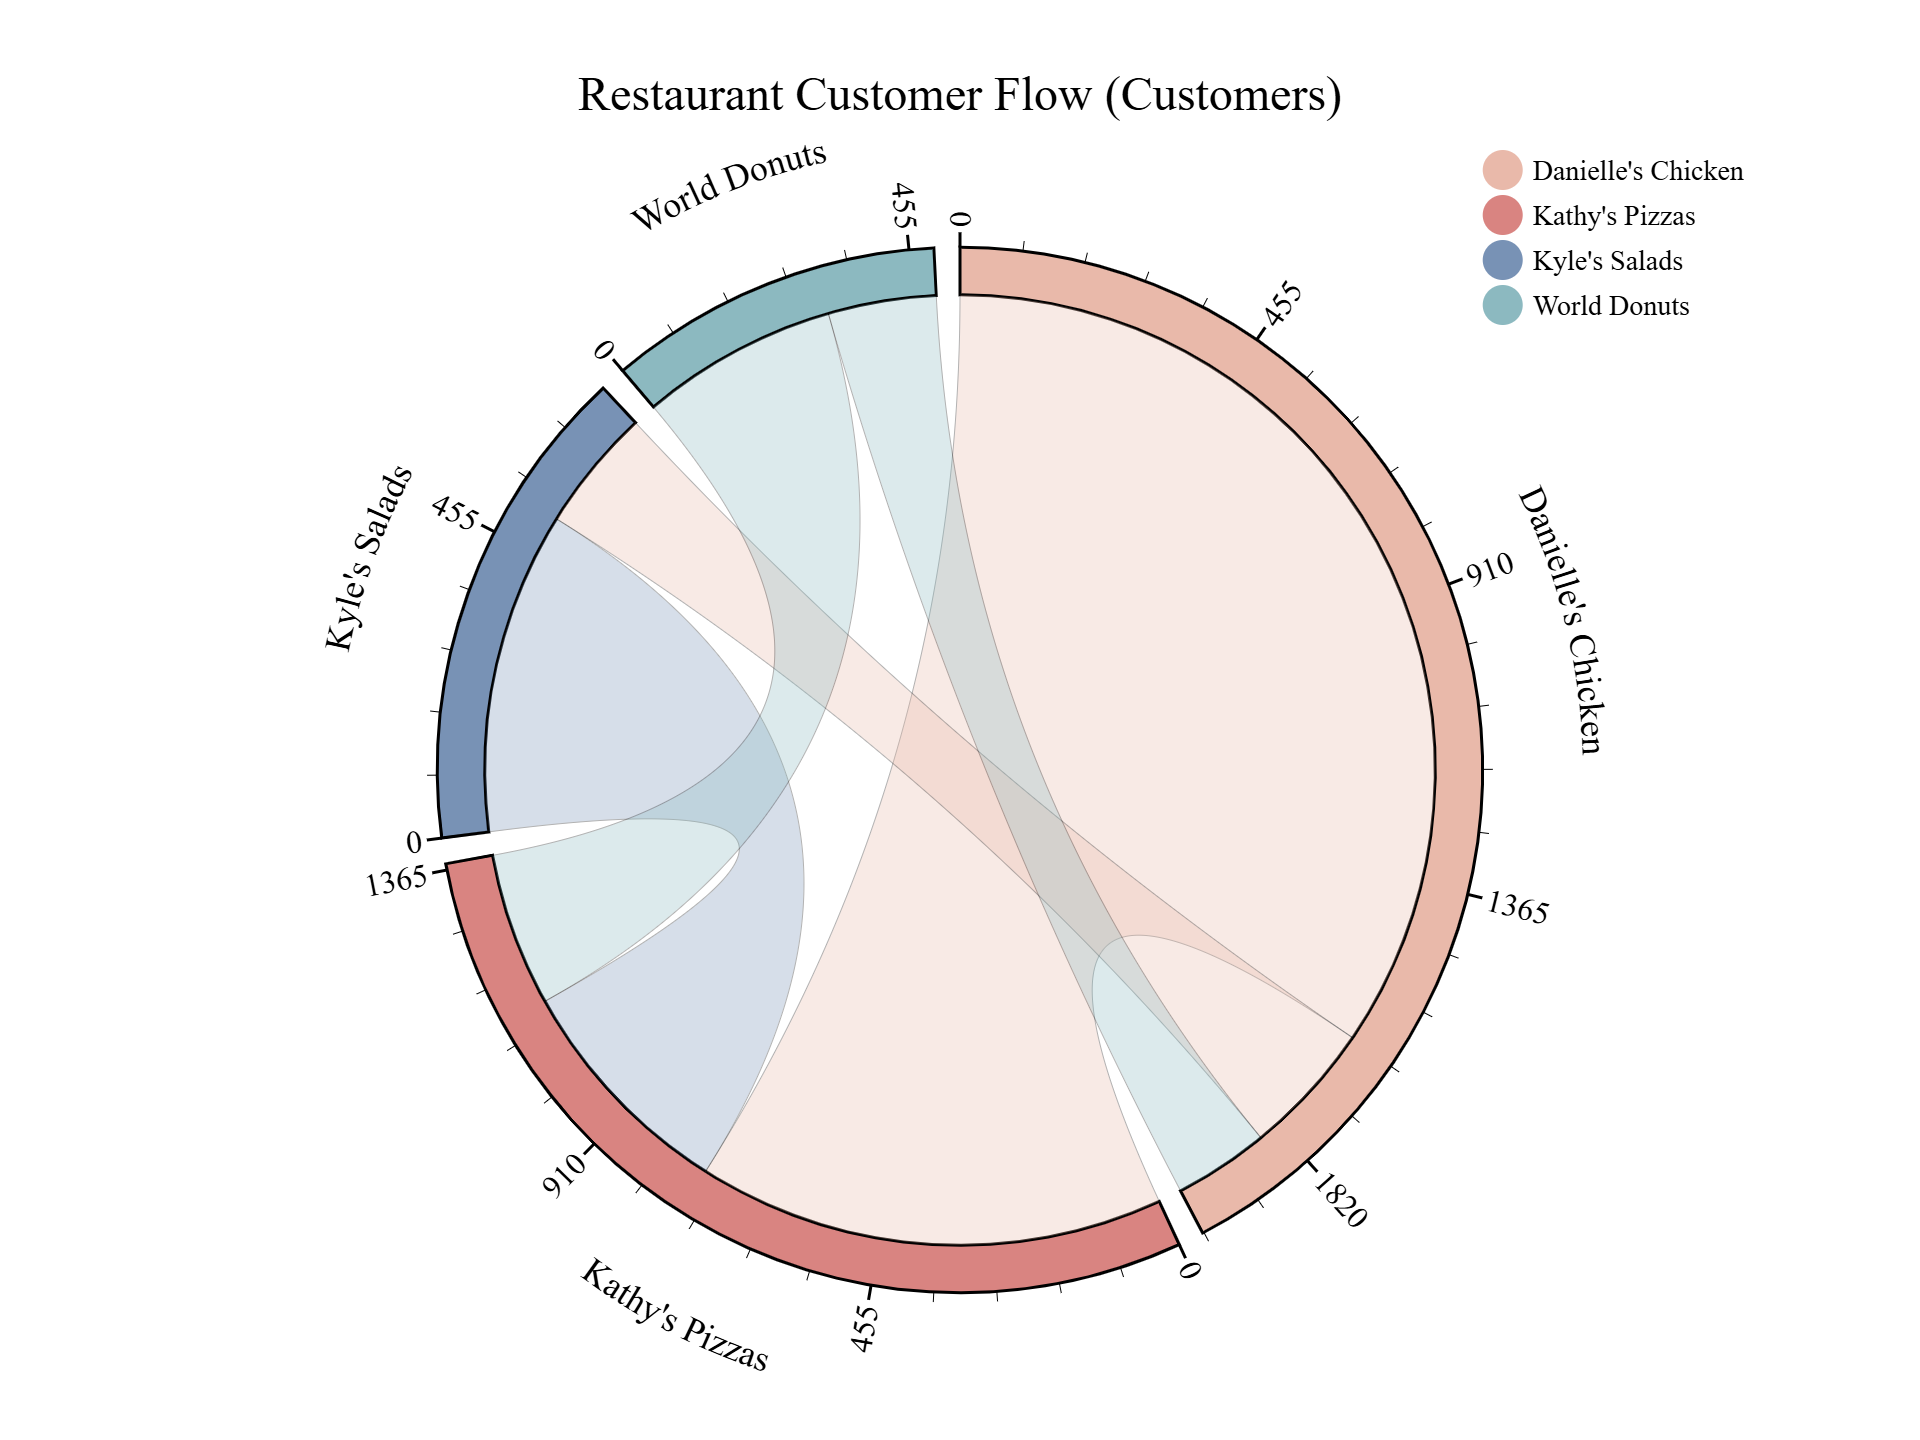 Restaurant Customer Flow (Customers)
Danielle's Chicken
Kathy's Pizzas
Kyle's Salads
World Donuts
World Donuts
455
0
455
910
1365
1820
Danielle's Chicken
0
455
910
1365
Kathy's Pizzas
0
455
Kyle's Salads
0